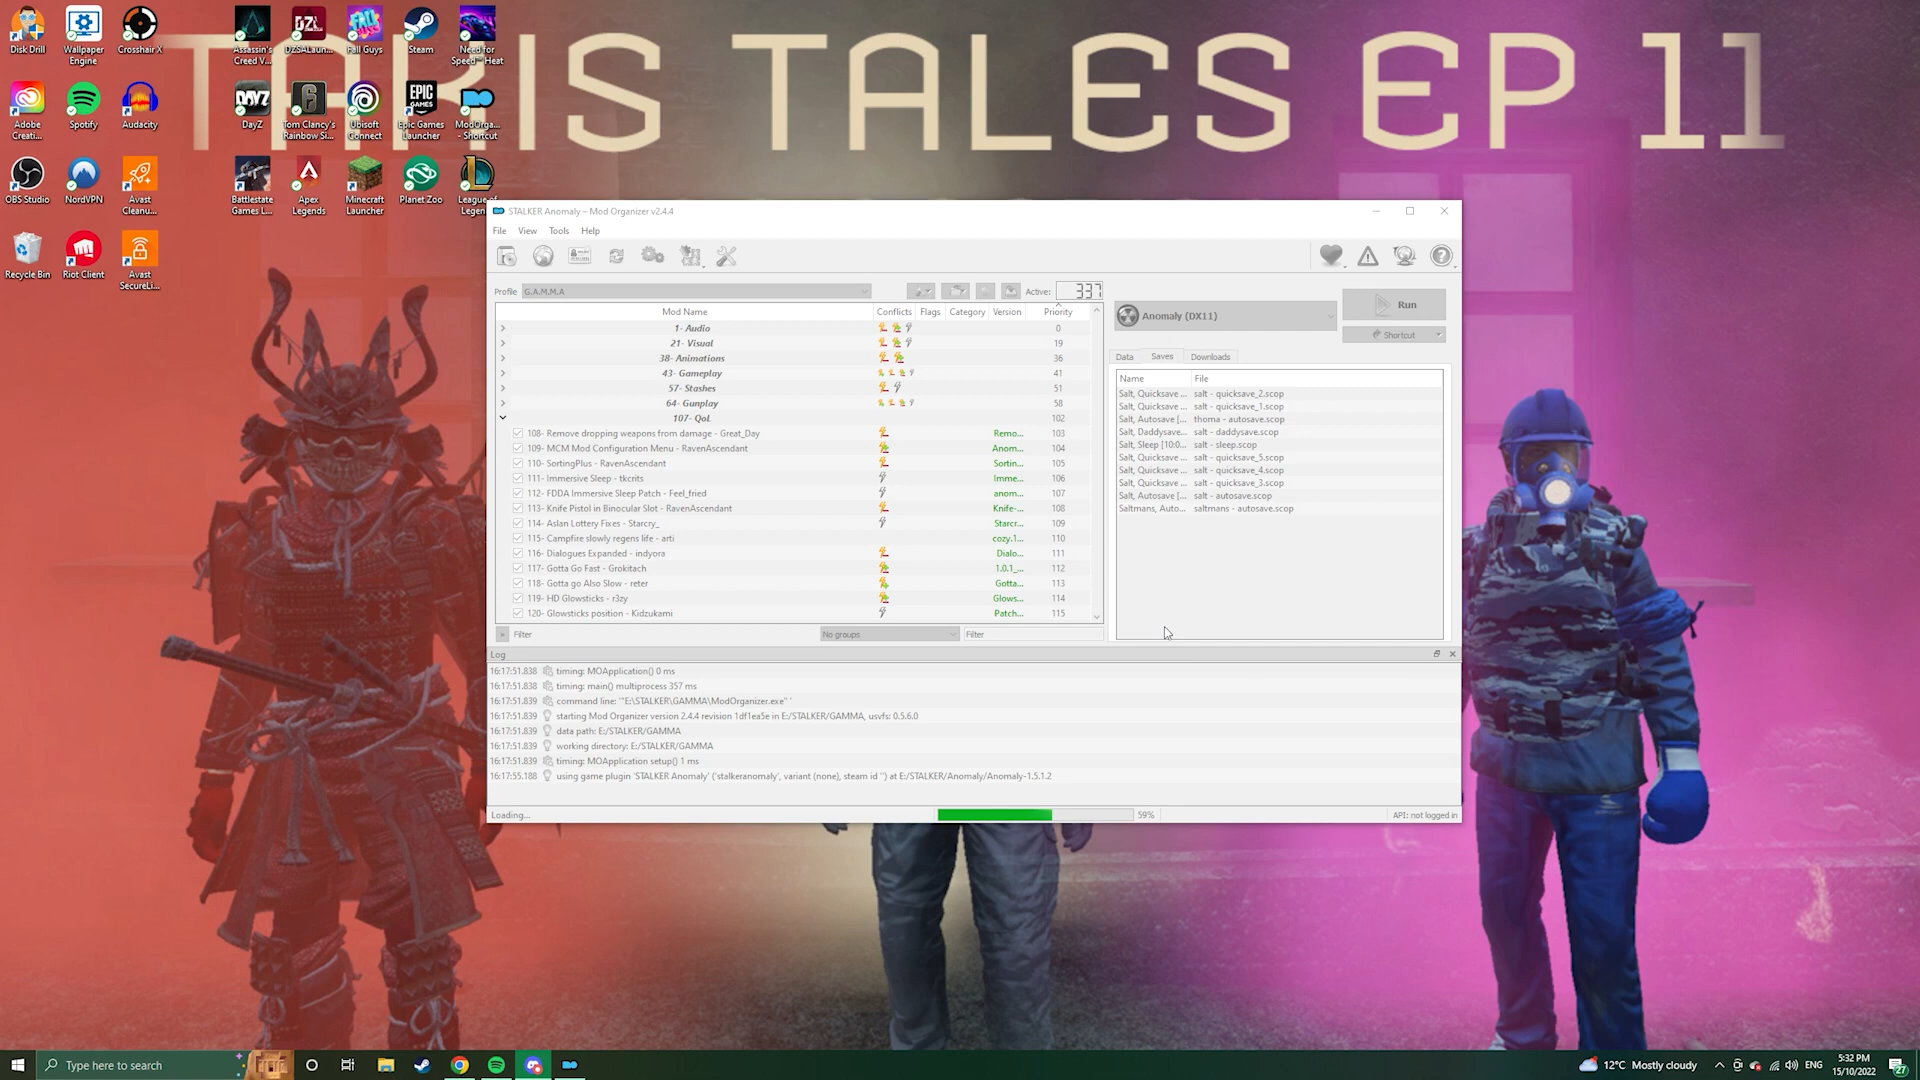 TARIS TALES EP 11
Disk Drill
Wallpaper Engine
Crosshair X
Assassin's Creed V...
DZSALaun...
Fall Guys
Steam
Need for Speed™ Heat
Adobe Creati...
Spotify
Audacity
DayZ
Tom Clancy's Rainbow Si...
Ubisoft Connect
Epic Games Launcher
ModOrga... - Shortcut
OBS Studio
NordVPN
Avast Cleanu...
Battlestate Games L...
Apex Legends
Minecraft Launcher
Planet Zoo
League of Legen
Recycle Bin
Riot Client
Avast SecureLi...
STALKER Anomaly – Mod Organizer v2.4.4
File View Tools Help
Profile G.A.M.M.A Active: 337
Mod Name Conflicts Flags Category Version Priority
1- Audio 0
21- Visual 19
38- Animations 36
43- Gameplay 41
57- Stashes 51
64- Gunplay 58
107- QoL 102
108- Remove dropping weapons from damage - Great_Day Remo... 103
109- MCM Mod Configuration Menu - RavenAscendant Anom... 104
110- SortingPlus - RavenAscendant Sortin... 105
111- Immersive Sleep - tkcrits Imme... 106
112- FDDA Immersive Sleep Patch - Feel_fried anom... 107
113- Knife Pistol in Binocular Slot - RavenAscendant Knife-... 108
114- Aslan Lottery Fixes - Starcry_ Starcr... 109
115- Campfire slowly regens life - arti cozy.1... 110
116- Dialogues Expanded - indyora Dialo... 111
117- Gotta Go Fast - Grokitach 1.0.1_... 112
118- Gotta go Also Slow - reter Gotta... 113
119- HD Glowsticks - r3zy Glows... 114
120- Glowsticks position - Kidzukami Patch... 115
Filter No groups Filter
Anomaly (DX11)
Run
Shortcut
Data Saves Downloads
Name File
Salt, Quicksave ... salt - quicksave_2.scop
Salt, Quicksave ... salt - quicksave_1.scop
Salt, Autosave [... thoma - autosave.scop
Salt, Daddysave... salt - daddysave.scop
Salt, Sleep [10:0... salt - sleep.scop
Salt, Quicksave ... salt - quicksave_5.scop
Salt, Quicksave ... salt - quicksave_4.scop
Salt, Quicksave ... salt - quicksave_3.scop
Salt, Autosave [... salt - autosave.scop
Saltmans, Auto... saltmans - autosave.scop
Log
16:17:51.838 timing: MOApplication() 0 ms
16:17:51.838 timing: main() multiprocess 357 ms
16:17:51.839 command line: '"E:\STALKER\GAMMA\ModOrganizer.exe" '
16:17:51.839 starting Mod Organizer version 2.4.4 revision 1df1ea5e in E:/STALKER/GAMMA, usvfs: 0.5.6.0
16:17:51.839 data path: E:/STALKER/GAMMA
16:17:51.839 working directory: E:/STALKER/GAMMA
16:17:51.839 timing: MOApplication setup() 1 ms
16:17:55.188 using game plugin 'STALKER Anomaly' ('stalkeranomaly', variant (none), steam id '') at E:/STALKER/Anomaly/Anomaly-1.5.1.2
Loading... 59% API: not logged in
Type here to search
12°C Mostly cloudy
ENG
5:32 PM
15/10/2022
27